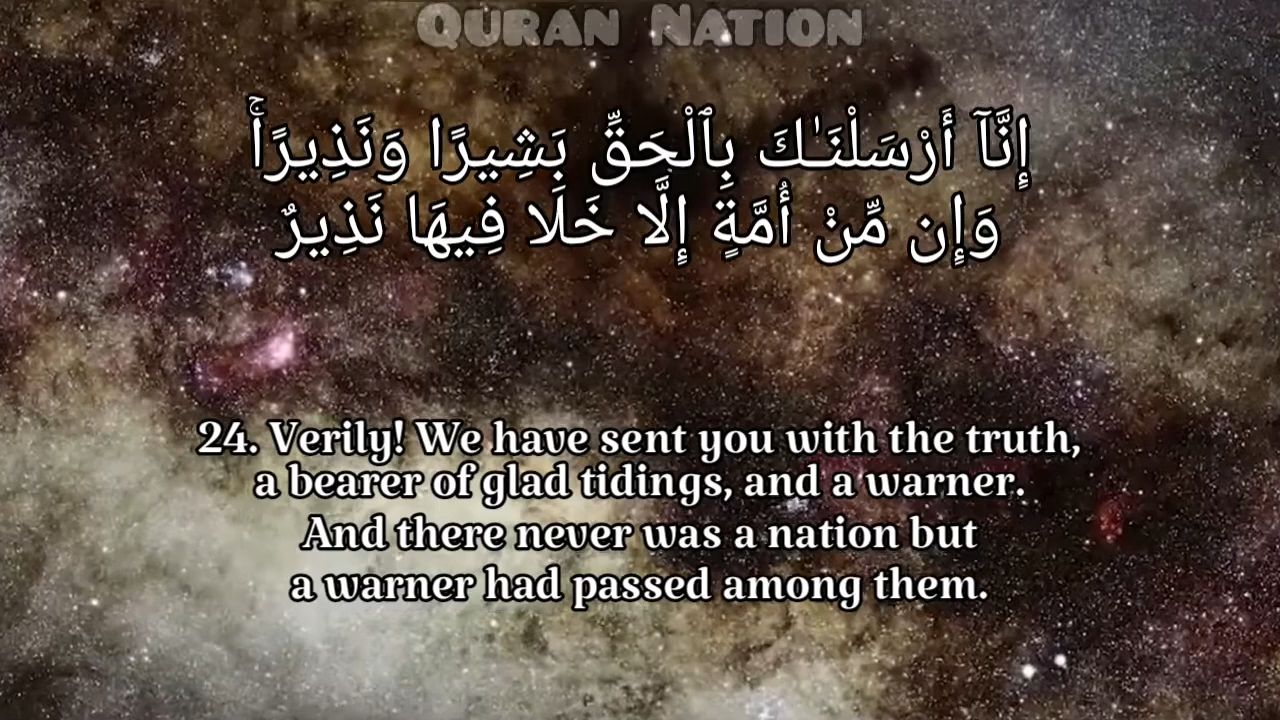 QURAN NATION
إِنَّآ أَرْسَلْنَـٰكَ بِٱلْحَقِّ بَشِيرًا وَنَذِيرًاۚ
وَإِن مِّنْ أُمَّةٍ إِلَّا خَلَا فِيهَا نَذِيرٌ
24. Verily! We have sent you with the truth,
a bearer of glad tidings, and a warner.
And there never was a nation but
a warner had passed among them.